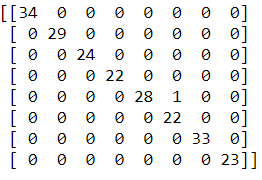 [[34  0  0  0  0  0  0  0]
 [ 0 29  0  0  0  0  0  0]
 [ 0  0 24  0  0  0  0  0]
 [ 0  0  0 22  0  0  0  0]
 [ 0  0  0  0 28  1  0  0]
 [ 0  0  0  0  0 22  0  0]
 [ 0  0  0  0  0  0 33  0]
 [ 0  0  0  0  0  0  0 23]]